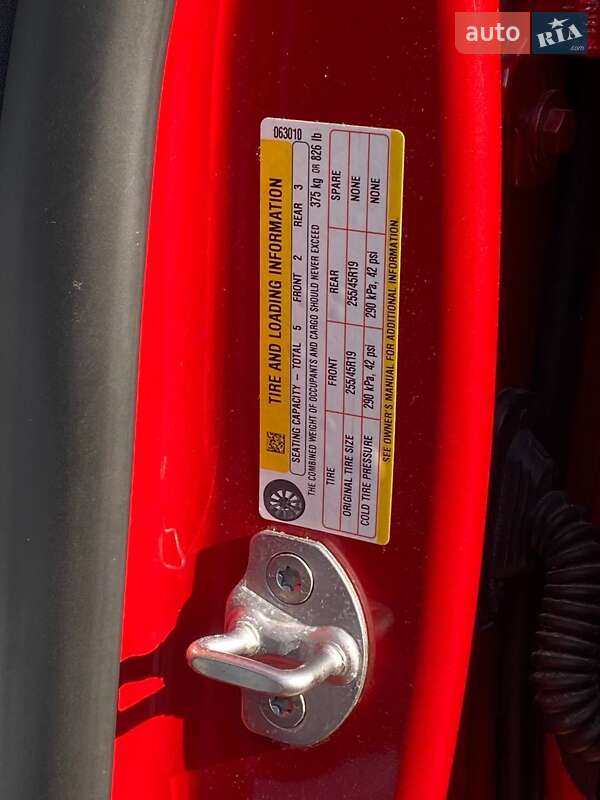 auto RIA.com
063010
TIRE AND LOADING INFORMATION
SEATING CAPACITY – TOTAL 5 FRONT 2 REAR 3
THE COMBINED WEIGHT OF OCCUPANTS AND CARGO SHOULD NEVER EXCEED 375 kg OR 826 lb
TIRE FRONT REAR SPARE
ORIGINAL TIRE SIZE 255/45R19 255/45R19 NONE
COLD TIRE PRESSURE 290 kPa, 42 psi 290 kPa, 42 psi NONE
SEE OWNER'S MANUAL FOR ADDITIONAL INFORMATION.